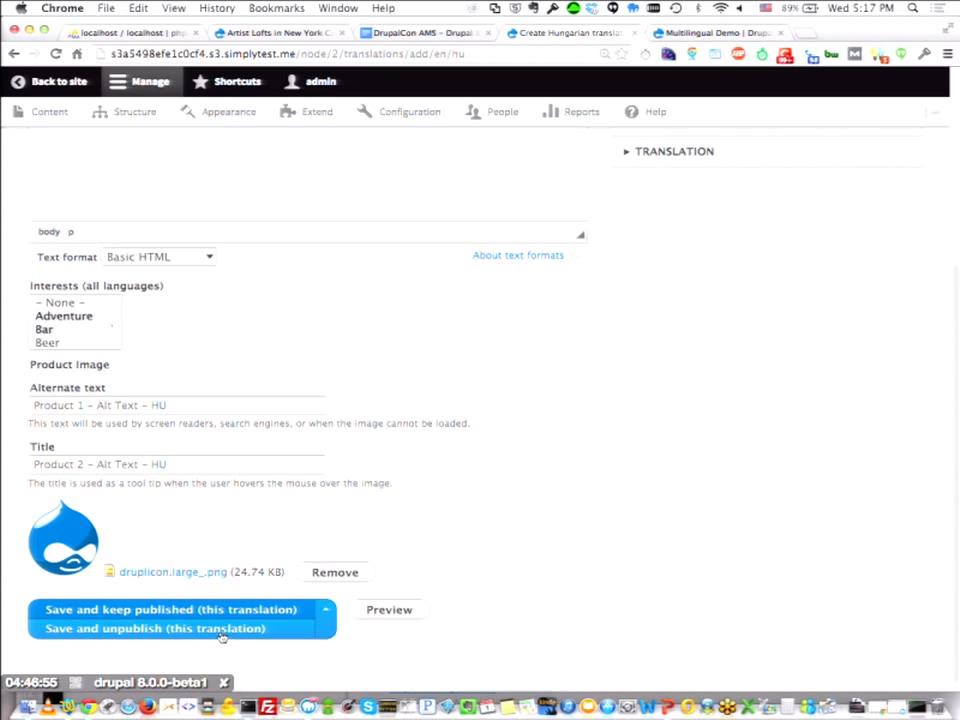 Chrome File Edit View History Bookmarks Window Help 89% Wed 5:17 PM
localhost / localhost | php Artist Lofts in New York C DrupalCon AMS – Drupal 8 Create Hungarian translat Multilingual Demo | Drupa
s3a5498efe1c0cf4.s3.simplytest.me/node/2/translations/add/en/hu
Back to site Manage Shortcuts admin
Content Structure Appearance Extend Configuration People Reports Help
TRANSLATION
body p
Text format Basic HTML About text formats
Interests (all languages)
- None -
Adventure
Bar
Beer
Product Image
Alternate text
Product 1 - Alt Text - HU
This text will be used by screen readers, search engines, or when the image cannot be loaded.
Title
Product 2 - Alt Text - HU
The title is used as a tool tip when the user hovers the mouse over the image.
druplicon.large_.png (24.74 KB) Remove
Save and keep published (this translation) Preview
Save and unpublish (this translation)
04:46:55 drupal 8.0.0-beta1